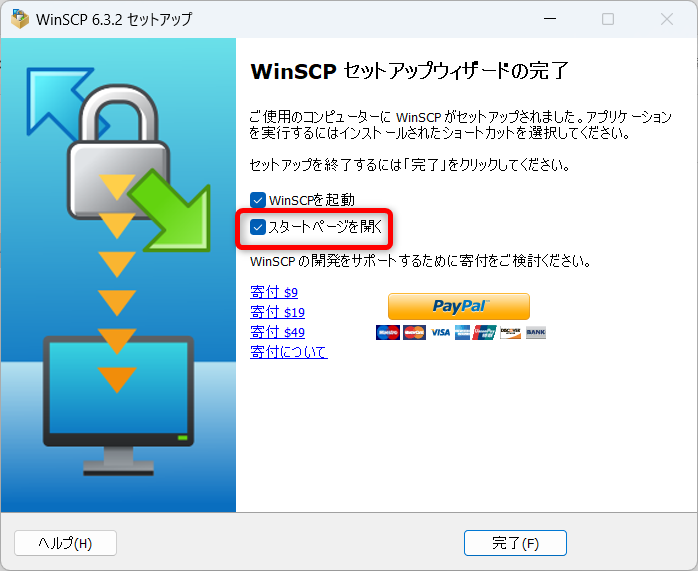 WinSCP 6.3.2 セットアップ
WinSCP セットアップウィザードの完了
ご使用のコンピューターに WinSCP がセットアップされました。アプリケーション
を実行するにはインストールされたショートカットを選択してください。
セットアップを終了するには「完了」をクリックしてください。
WinSCPを起動
スタートページを開く
WinSCP の開発をサポートするために寄付をご検討ください。
寄付 $9
PayPal
寄付 $19
寄付 $49
Maestro MasterCard VISA DISCOVER BANK
寄付について
ヘルプ(H)
完了(F)